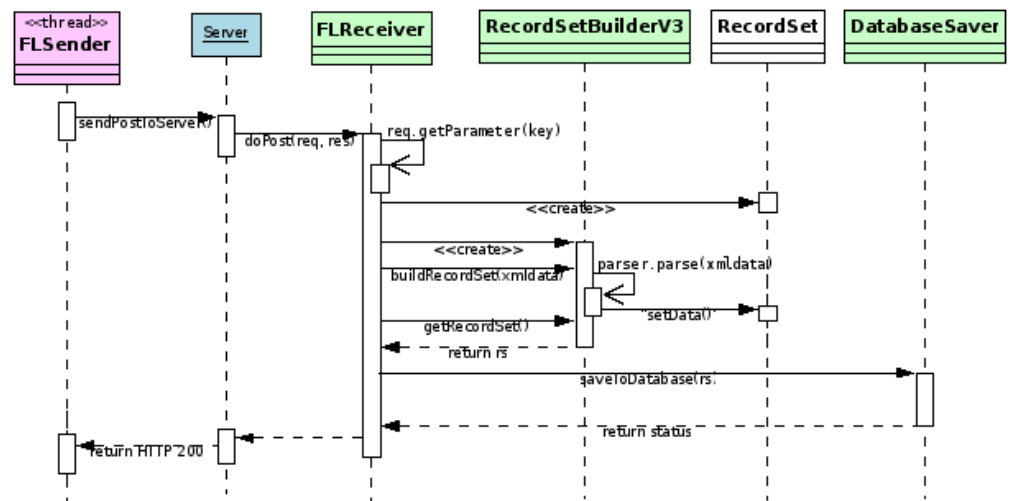 <<thread>>
FLSender
Server
FLReceiver
RecordSetBuilderV3
RecordSet
DatabaseSaver
sendPostToServer()
doPost(req, res)
req.getParameter(key)
<<create>>
<<create>>
buildRecordSet(xmldata)
parser.parse(xmldata)
"setData()"
getRecordSet()
return rs
saveToDatabase(rs)
return status
return HTTP 200